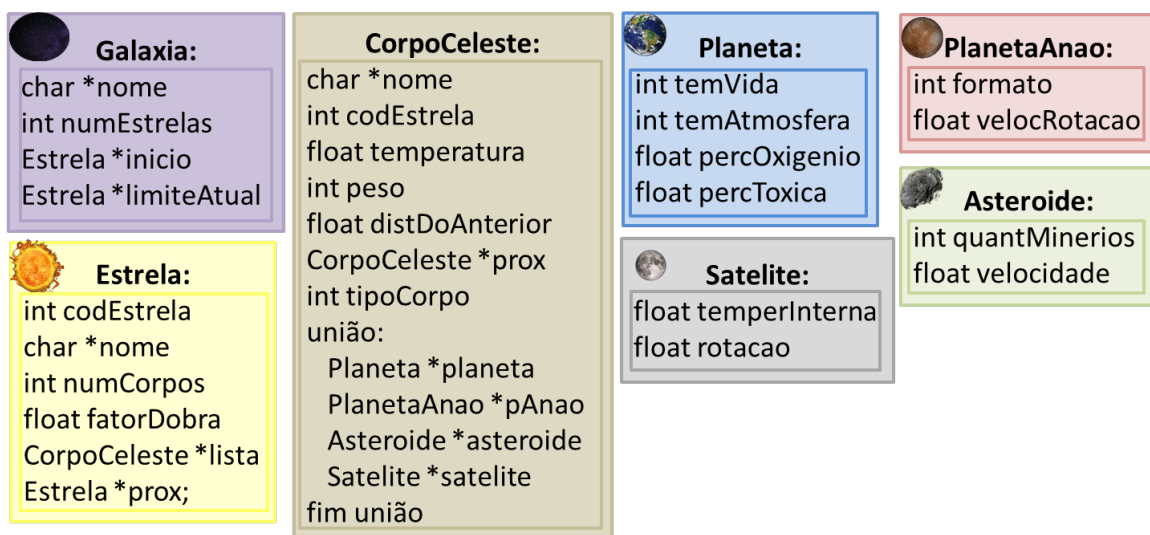 Galaxia:
char *nome
int numEstrelas
Estrela *inicio
Estrela *limiteAtual
Estrela:
int codEstrela
char *nome
int numCorpos
float fatorDobra
CorpoCeleste *lista
Estrela *prox;
CorpoCeleste:
char *nome
int codEstrela
float temperatura
int peso
float distDoAnterior
CorpoCeleste *prox
int tipoCorpo
união:
Planeta *planeta
PlanetaAnao *pAnao
Asteroide *asteroide
Satelite *satelite
fim união
Planeta:
int temVida
int temAtmosfera
float percOxigenio
float percToxica
Satelite:
float temperInterna
float rotacao
PlanetaAnao:
int formato
float velocRotacao
Asteroide:
int quantMinerios
float velocidade